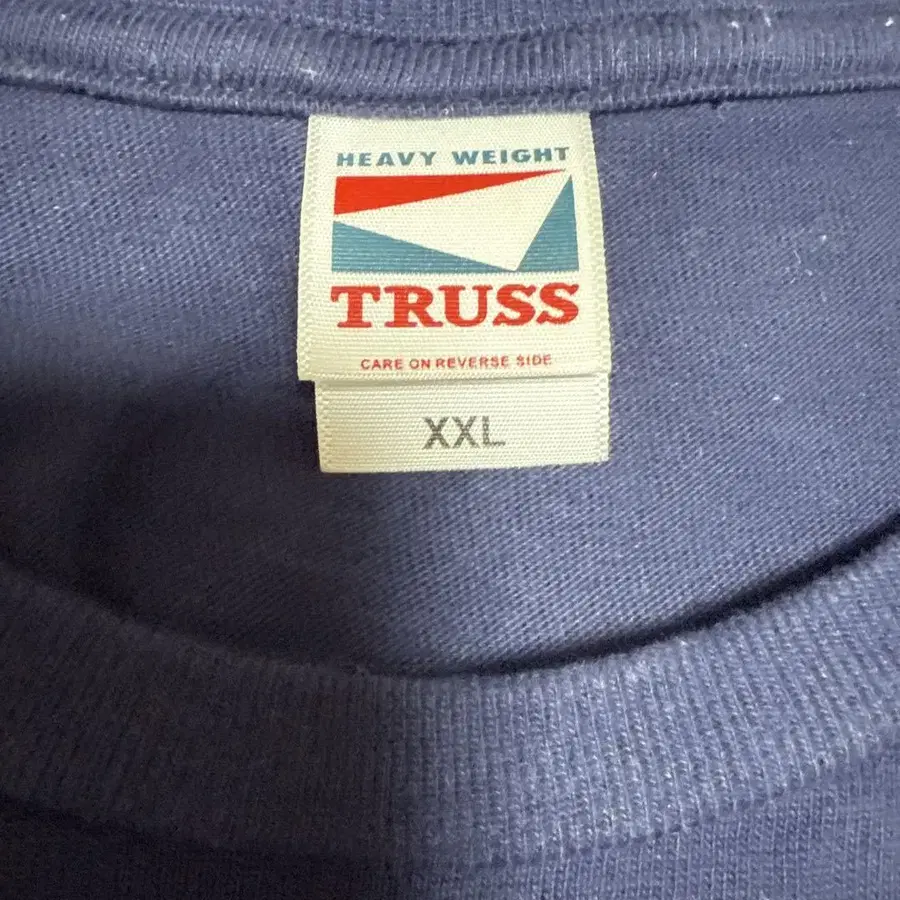 HEAVY WEIGHT
TRUSS
CARE ON REVERSE SIDE
XXL